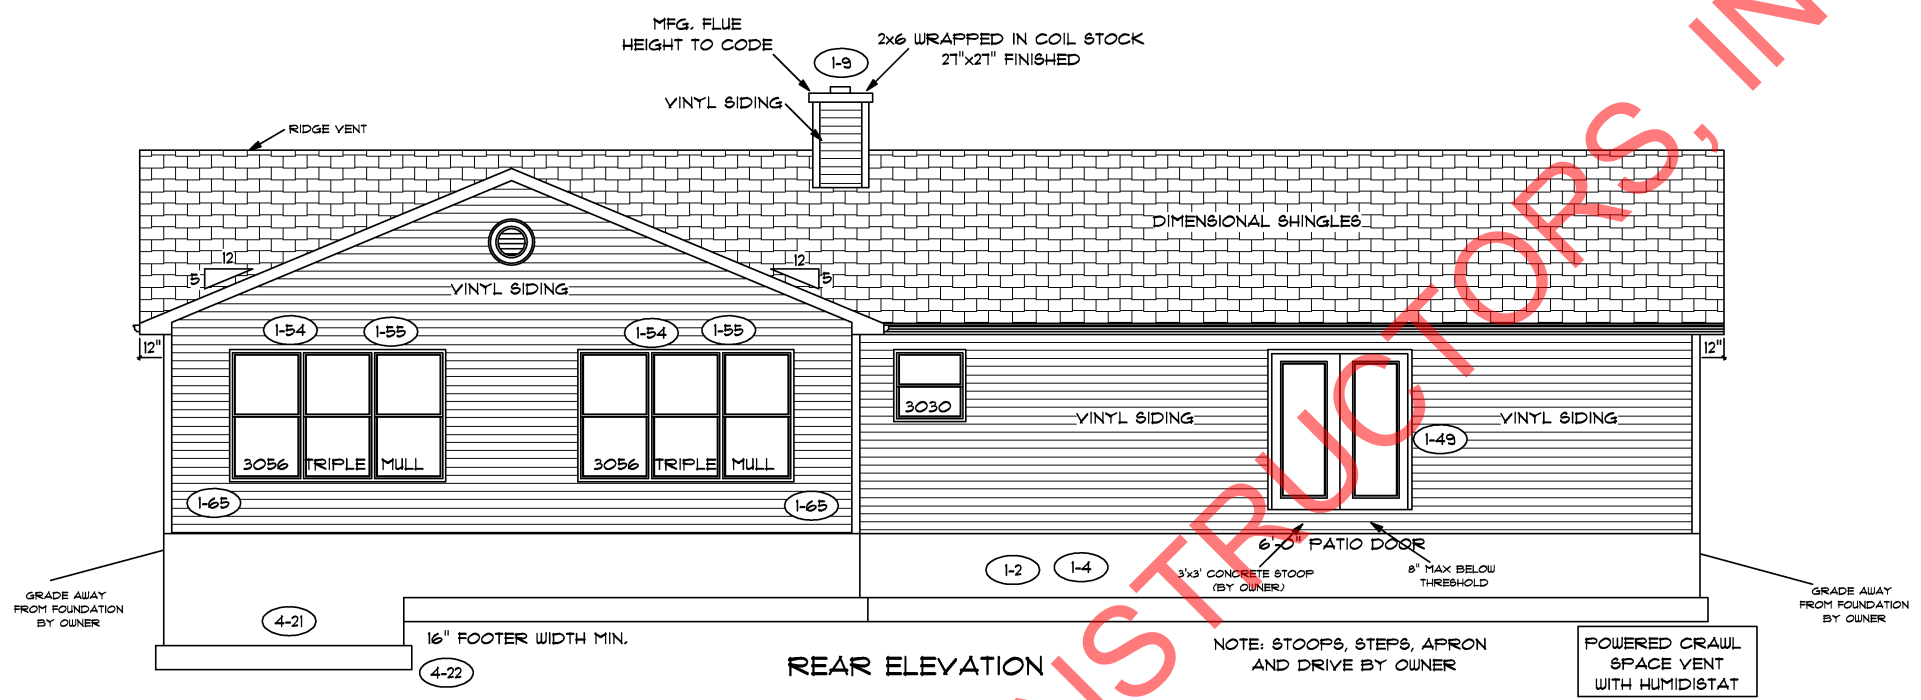 MFG. FLUE
HEIGHT TO CODE
1-9
2x6 WRAPPED IN COIL STOCK
27"x27" FINISHED
VINYL SIDING
RIDGE VENT
DIMENSIONAL SHINGLES
12
5
12
5
VINYL SIDING
1-54
1-55
1-54
1-55
12"
12"
3056 TRIPLE MULL
3056 TRIPLE MULL
3030
VINYL SIDING
VINYL SIDING
1-49
1-65
1-65
6'-0" PATIO DOOR
3'x3' CONCRETE STOOP
(BY OWNER)
8" MAX BELOW
THRESHOLD
1-2
1-4
GRADE AWAY
FROM FOUNDATION
BY OWNER
GRADE AWAY
FROM FOUNDATION
BY OWNER
4-21
16" FOOTER WIDTH MIN.
4-22
REAR ELEVATION
NOTE: STOOPS, STEPS, APRON
AND DRIVE BY OWNER
POWERED CRAWL
SPACE VENT
WITH HUMIDISTAT
NSTRUCTORS, IN